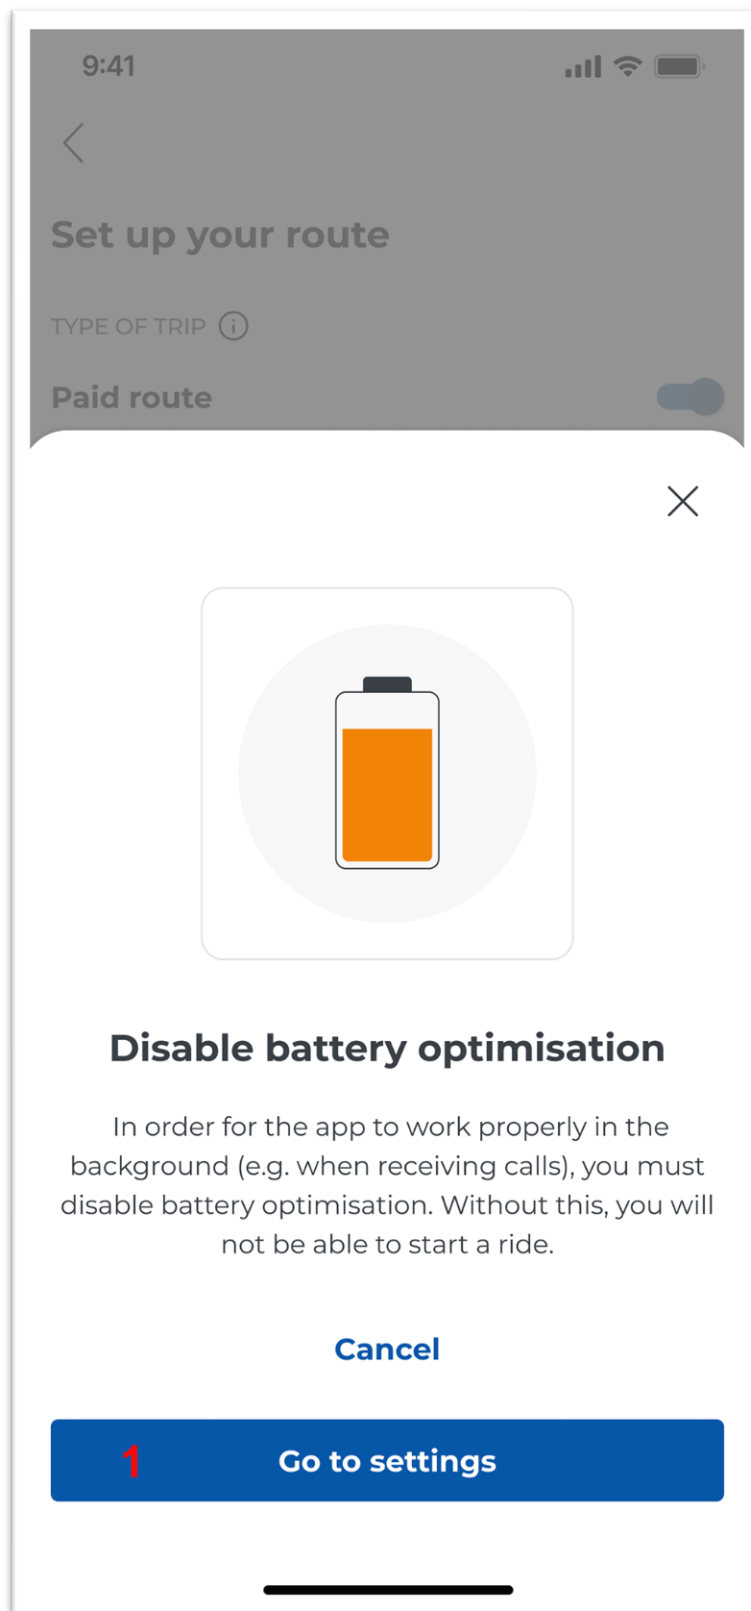 9:41
Set up your route
TYPE OF TRIP
Paid route
Disable battery optimisation
In order for the app to work properly in the
background (e.g. when receiving calls), you must
disable battery optimisation. Without this, you will
not be able to start a ride.
Cancel
1 Go to settings